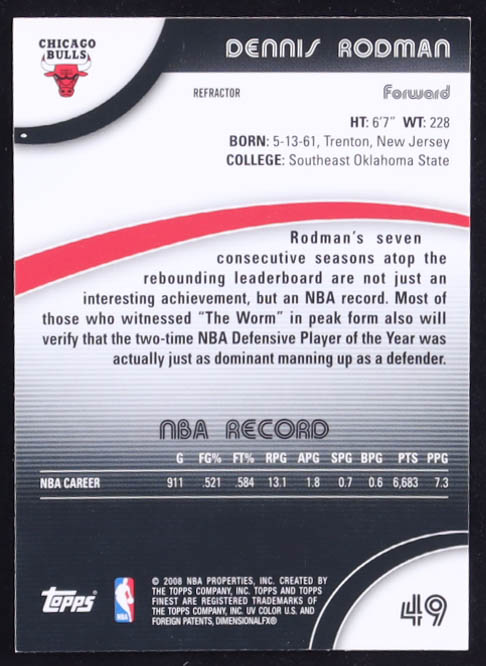 CHICAGO
BULLS
DENNIS RODMAN
REFRACTOR
Forward
HT: 6'7" WT: 228
BORN: 5-13-61, Trenton, New Jersey
COLLEGE: Southeast Oklahoma State
Rodman's seven
consecutive seasons atop the
rebounding leaderboard are not just an
interesting achievement, but an NBA record. Most of
those who witnessed "The Worm" in peak form also will
verify that the two-time NBA Defensive Player of the Year was
actually just as dominant manning up as a defender.
NBA RECORD
G FG% FT% RPG APG SPG BPG PTS PPG
NBA CAREER 911 .521 .584 13.1 1.8 0.7 0.6 6,683 7.3
Topps
NBA
© 2008 NBA PROPERTIES, INC. CREATED BY
THE TOPPS COMPANY, INC. TOPPS AND TOPPS
FINEST ARE REGISTERED TRADEMARKS OF
THE TOPPS COMPANY, INC. UV COLOR U.S. AND
FOREIGN PATENTS, DIMENSIONALFX®
49